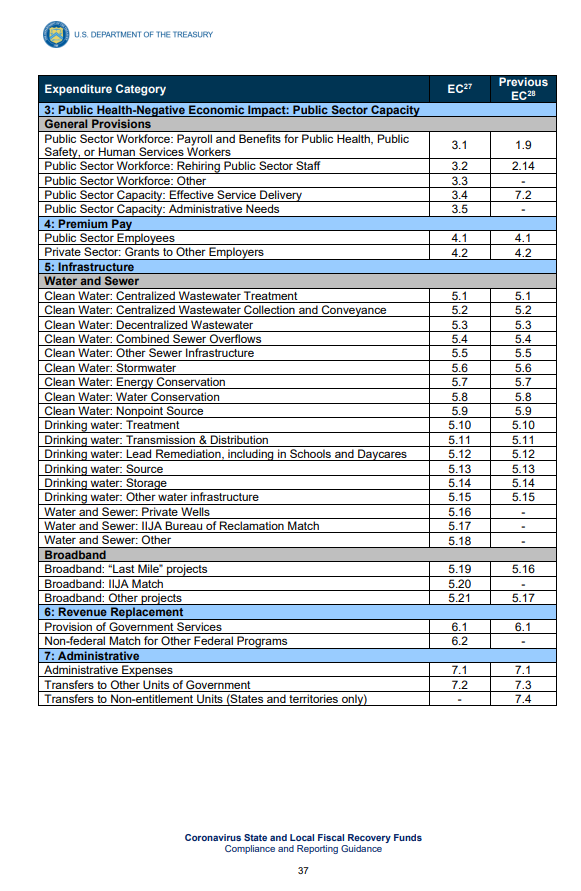 U.S. DEPARTMENT OF THE TREASURY
Expenditure Category EC27 Previous EC28
3: Public Health-Negative Economic Impact: Public Sector Capacity
General Provisions
Public Sector Workforce: Payroll and Benefits for Public Health, Public
Safety, or Human Services Workers 3.1 1.9
Public Sector Workforce: Rehiring Public Sector Staff 3.2 2.14
Public Sector Workforce: Other 3.3 -
Public Sector Capacity: Effective Service Delivery 3.4 7.2
Public Sector Capacity: Administrative Needs 3.5 -
4: Premium Pay
Public Sector Employees 4.1 4.1
Private Sector: Grants to Other Employers 4.2 4.2
5: Infrastructure
Water and Sewer
Clean Water: Centralized Wastewater Treatment 5.1 5.1
Clean Water: Centralized Wastewater Collection and Conveyance 5.2 5.2
Clean Water: Decentralized Wastewater 5.3 5.3
Clean Water: Combined Sewer Overflows 5.4 5.4
Clean Water: Other Sewer Infrastructure 5.5 5.5
Clean Water: Stormwater 5.6 5.6
Clean Water: Energy Conservation 5.7 5.7
Clean Water: Water Conservation 5.8 5.8
Clean Water: Nonpoint Source 5.9 5.9
Drinking water: Treatment 5.10 5.10
Drinking water: Transmission & Distribution 5.11 5.11
Drinking water: Lead Remediation, including in Schools and Daycares 5.12 5.12
Drinking water: Source 5.13 5.13
Drinking water: Storage 5.14 5.14
Drinking water: Other water infrastructure 5.15 5.15
Water and Sewer: Private Wells 5.16 -
Water and Sewer: IIJA Bureau of Reclamation Match 5.17 -
Water and Sewer: Other 5.18 -
Broadband
Broadband: “Last Mile” projects 5.19 5.16
Broadband: IIJA Match 5.20 -
Broadband: Other projects 5.21 5.17
6: Revenue Replacement
Provision of Government Services 6.1 6.1
Non-federal Match for Other Federal Programs 6.2 -
7: Administrative
Administrative Expenses 7.1 7.1
Transfers to Other Units of Government 7.2 7.3
Transfers to Non-entitlement Units (States and territories only) - 7.4
Coronavirus State and Local Fiscal Recovery Funds
Compliance and Reporting Guidance
37